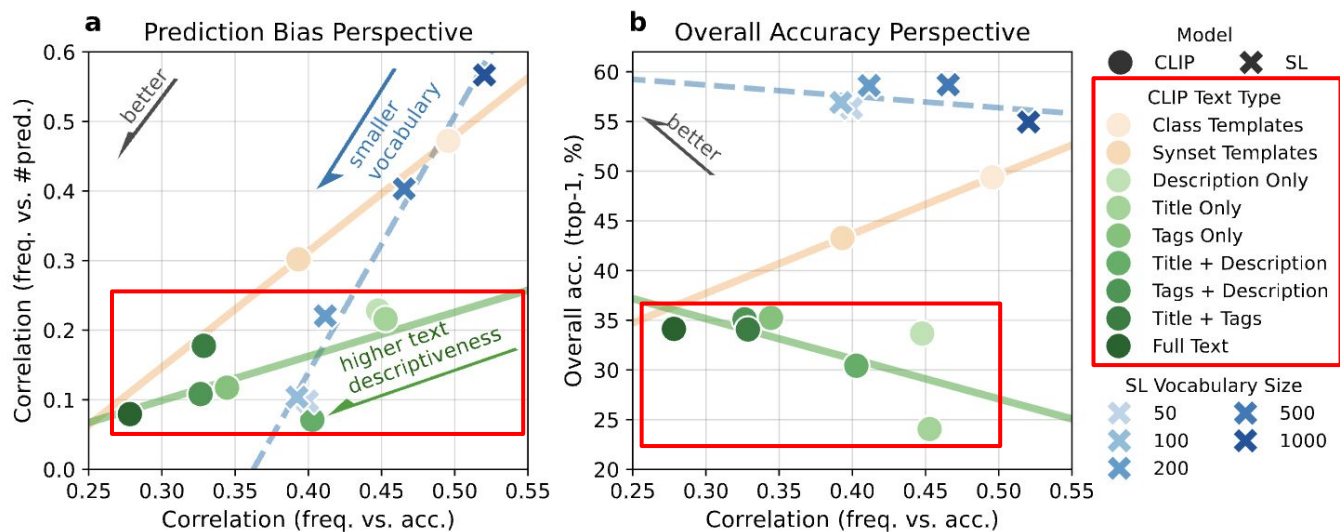 a
Prediction Bias Perspective
Correlation (freq. vs. #pred.)
0.6
0.5
0.4
0.3
0.2
0.1
0.0
0.25 0.30 0.35 0.40 0.45 0.50 0.55
Correlation (freq. vs. acc.)
better
smaller
vocabulary
higher text
descriptiveness
b
Overall Accuracy Perspective
Overall acc. (top-1, %)
60
55
50
45
40
35
30
25
20
0.25 0.30 0.35 0.40 0.45 0.50 0.55
Correlation (freq. vs. acc.)
better
Model
CLIP SL
CLIP Text Type
Class Templates
Synset Templates
Description Only
Title Only
Tags Only
Title + Description
Tags + Description
Title + Tags
Full Text
SL Vocabulary Size
50 500
100 1000
200